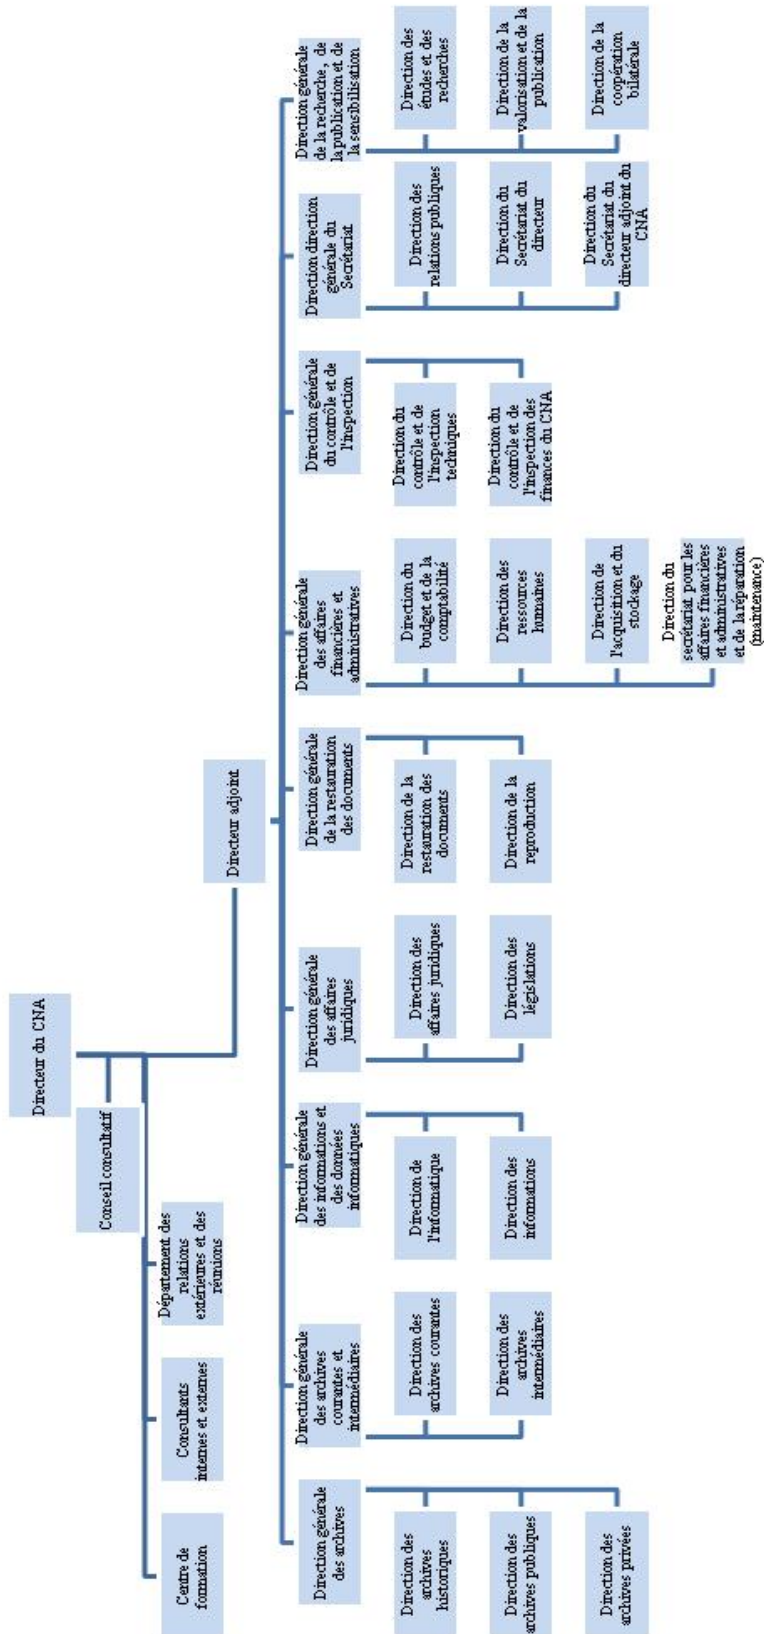 Directeur du CNA
Conseil consultatif
Centre de
formation
Consultants
internes et externes
Département des
relations
extérieures et des
réunions
Directeur adjoint
Direction générale
des archives
Direction des
archives
historiques
Direction des
archives publiques
Direction des
archives privées
Direction générale
des archives
courantes et
intermédiaires
Direction des
archives courantes
Direction des
archives
intermédiaires
Direction générale
des informations et
des données
informatiques
Direction de
l'informatique
Direction des
informations
Direction générale
des affaires
juridiques
Direction des
affaires juridiques
Direction des
législations
Direction générale
de la restauration
des documents
Direction de la
restauration des
documents
Direction de la
reproduction
Direction générale
des affaires
financières et
administratives
Direction du
budget et de la
comptabilité
Direction des
ressources
humaines
Direction de
l'acquisition et du
stockage
Direction du
secrétariat pour les
affaires financières
et administratives
et de la réparation
(maintenance)
Direction générale
du contrôle et de
l'inspection
Direction du
contrôle et de
l'inspection
techniques
Direction du
contrôle et de
l'inspection des
finances du CNA
Direction direction
générale du
Secrétariat
Direction des
relations publiques
Direction du
Secrétariat du
directeur
Direction du
Secrétariat du
directeur adjoint du
CNA
Direction générale
de la recherche, de
la publication et de
la sensibilisation
Direction des
études et des
recherches
Direction de la
valorisation et de la
publication
Direction de la
coopération
bilatérale